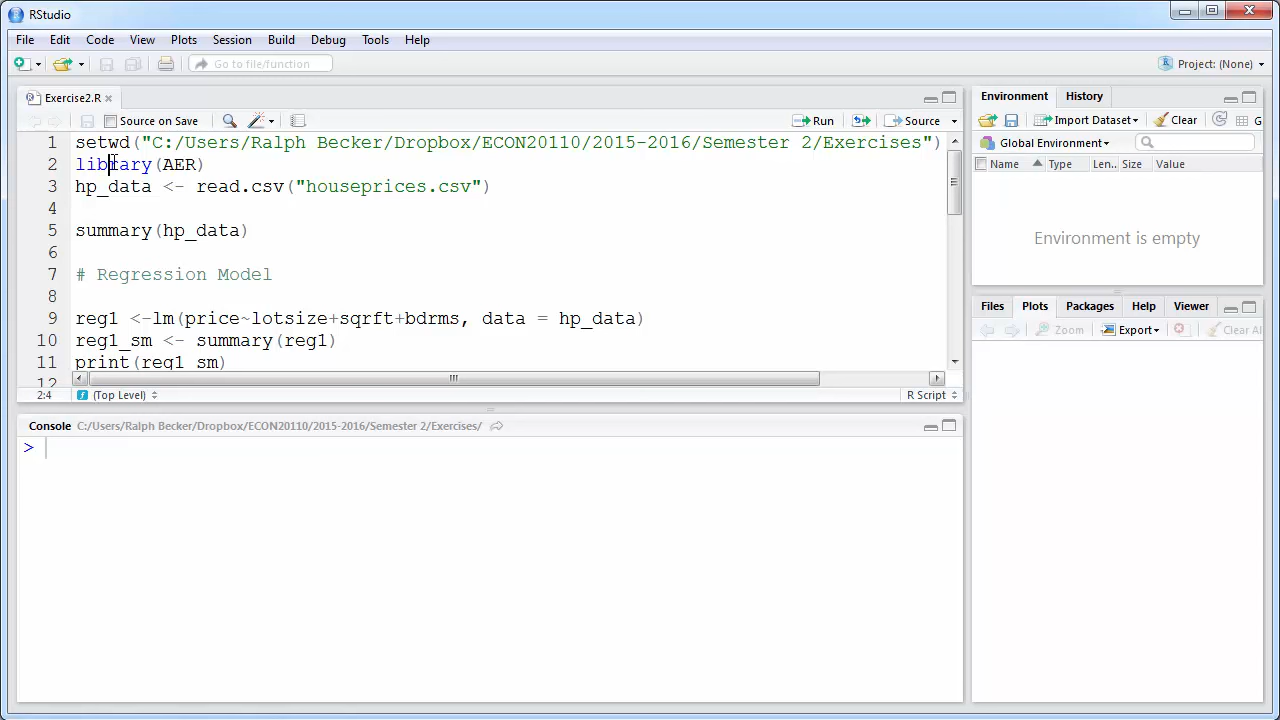 RStudio
File Edit Code View Plots Session Build Debug Tools Help
Go to file/function Project: (None)
Exercise2.R
Source on Save Run Source
1 setwd("C:/Users/Ralph Becker/Dropbox/ECON20110/2015-2016/Semester 2/Exercises")
2 library(AER)
3 hp_data <- read.csv("houseprices.csv")
4
5 summary(hp_data)
6
7 # Regression Model
8
9 reg1 <-lm(price~lotsize+sqrft+bdrms, data = hp_data)
10 reg1_sm <- summary(reg1)
11 print(reg1_sm)
12
2:4 (Top Level) R Script
Console C:/Users/Ralph Becker/Dropbox/ECON20110/2015-2016/Semester 2/Exercises/
>
Environment History
Import Dataset Clear G
Global Environment
Name Type Len.. Size Value
Environment is empty
Files Plots Packages Help Viewer
Zoom Export Clear Al